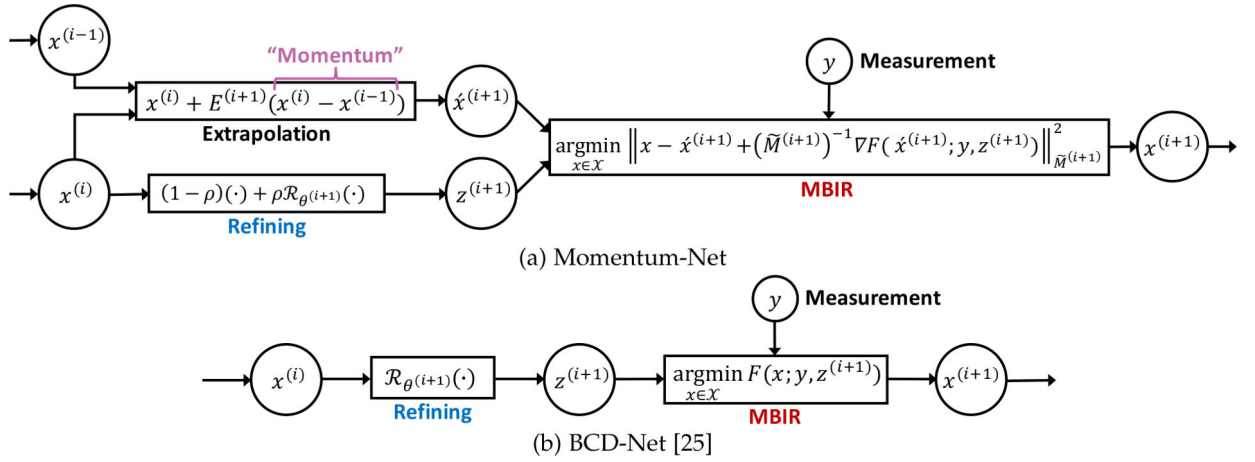 x^(i−1)
"Momentum"
x^(i) + E^(i+1)(x^(i) − x^(i−1))
Extrapolation
x́^(i+1)
y
Measurement
argmin_{x∈𝒳} ‖x − x́^(i+1) + (M̃^(i+1))^−1 ∇F( x́^(i+1); y, z^(i+1))‖^2_{M̃^(i+1)}
MBIR
x^(i+1)
x^(i)
(1 − ρ)(·) + ρℛ_{θ^(i+1)}(·)
Refining
z^(i+1)
(a) Momentum-Net
y
Measurement
x^(i)
ℛ_{θ^(i+1)}(·)
Refining
z^(i+1)
argmin_{x∈𝒳} F(x; y, z^(i+1))
MBIR
x^(i+1)
(b) BCD-Net [25]